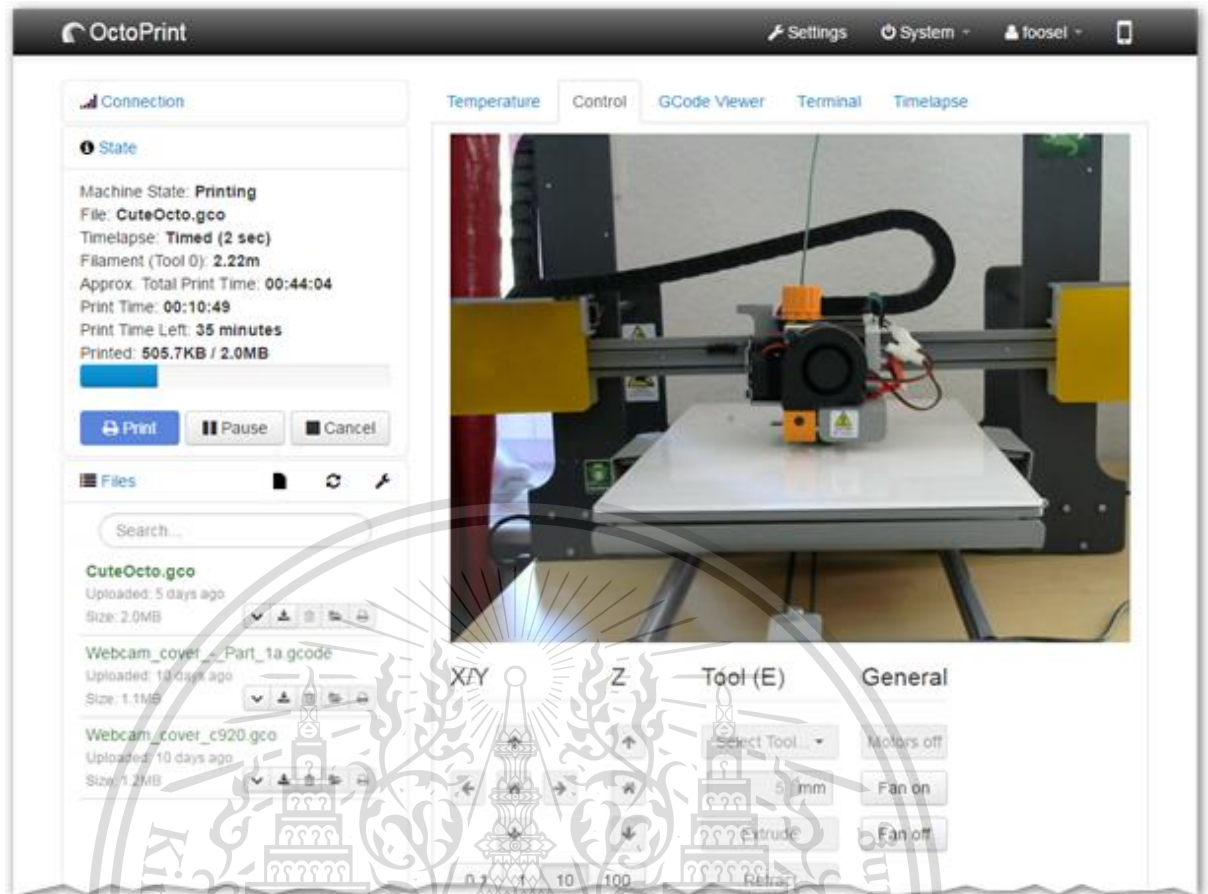 OctoPrint
Settings
System
foosel
Connection
State
Machine State: Printing
File: CuteOcto.gco
Timelapse: Timed (2 sec)
Filament (Tool 0): 2.22m
Approx. Total Print Time: 00:44:04
Print Time: 00:10:49
Print Time Left: 35 minutes
Printed: 505.7KB / 2.0MB
Print
Pause
Cancel
Files
Search...
CuteOcto.gco
Uploaded: 5 days ago
Size: 2.0MB
Webcam_cover_-_Part_1a.gcode
Uploaded: 10 days ago
Size: 1.1MB
Webcam_cover_c920.gco
Uploaded: 10 days ago
Size: 1.2MB
Temperature
Control
GCode Viewer
Terminal
Timelapse
X/Y
Z
Tool (E)
General
Select Tool...
Motors off
5 mm
Fan on
Extrude
Fan off
0.1 1 10 100
Retract